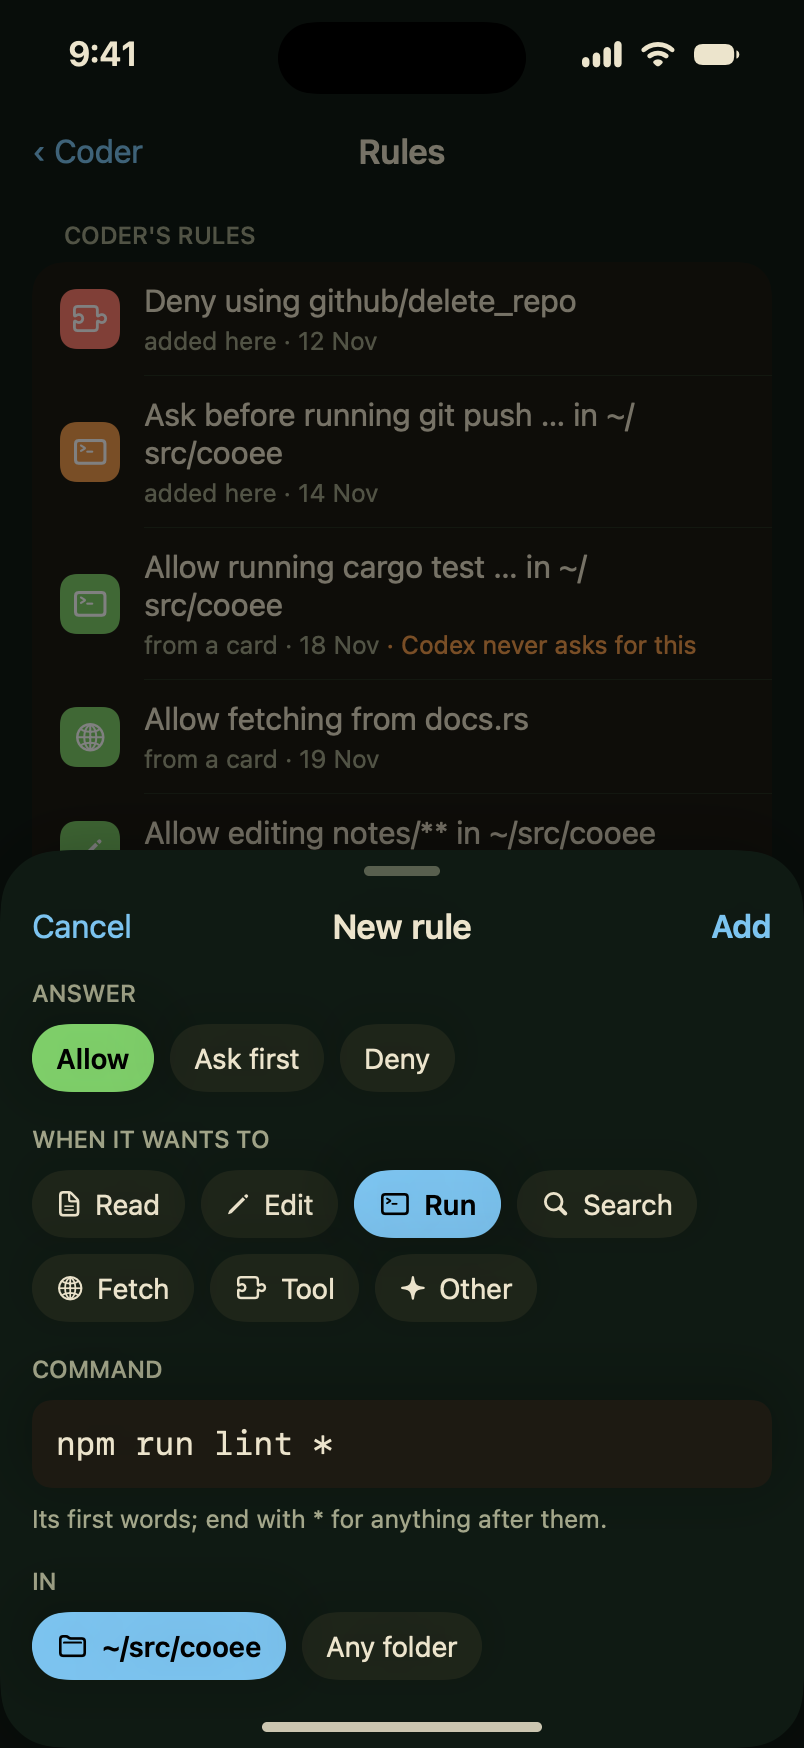 9:41
‹ Coder
Rules
CODER'S RULES
Deny using github/delete_repo
added here · 12 Nov
Ask before running git push ... in ~/
src/cooee
added here · 14 Nov
Allow running cargo test ... in ~/
src/cooee
from a card · 18 Nov · Codex never asks for this
Allow fetching from docs.rs
from a card · 19 Nov
Allow editing notes/** in ~/src/cooee
Cancel
New rule
Add
ANSWER
Allow
Ask first
Deny
WHEN IT WANTS TO
Read
Edit
Run
Search
Fetch
Tool
Other
COMMAND
npm run lint *
Its first words; end with * for anything after them.
IN
~/src/cooee
Any folder